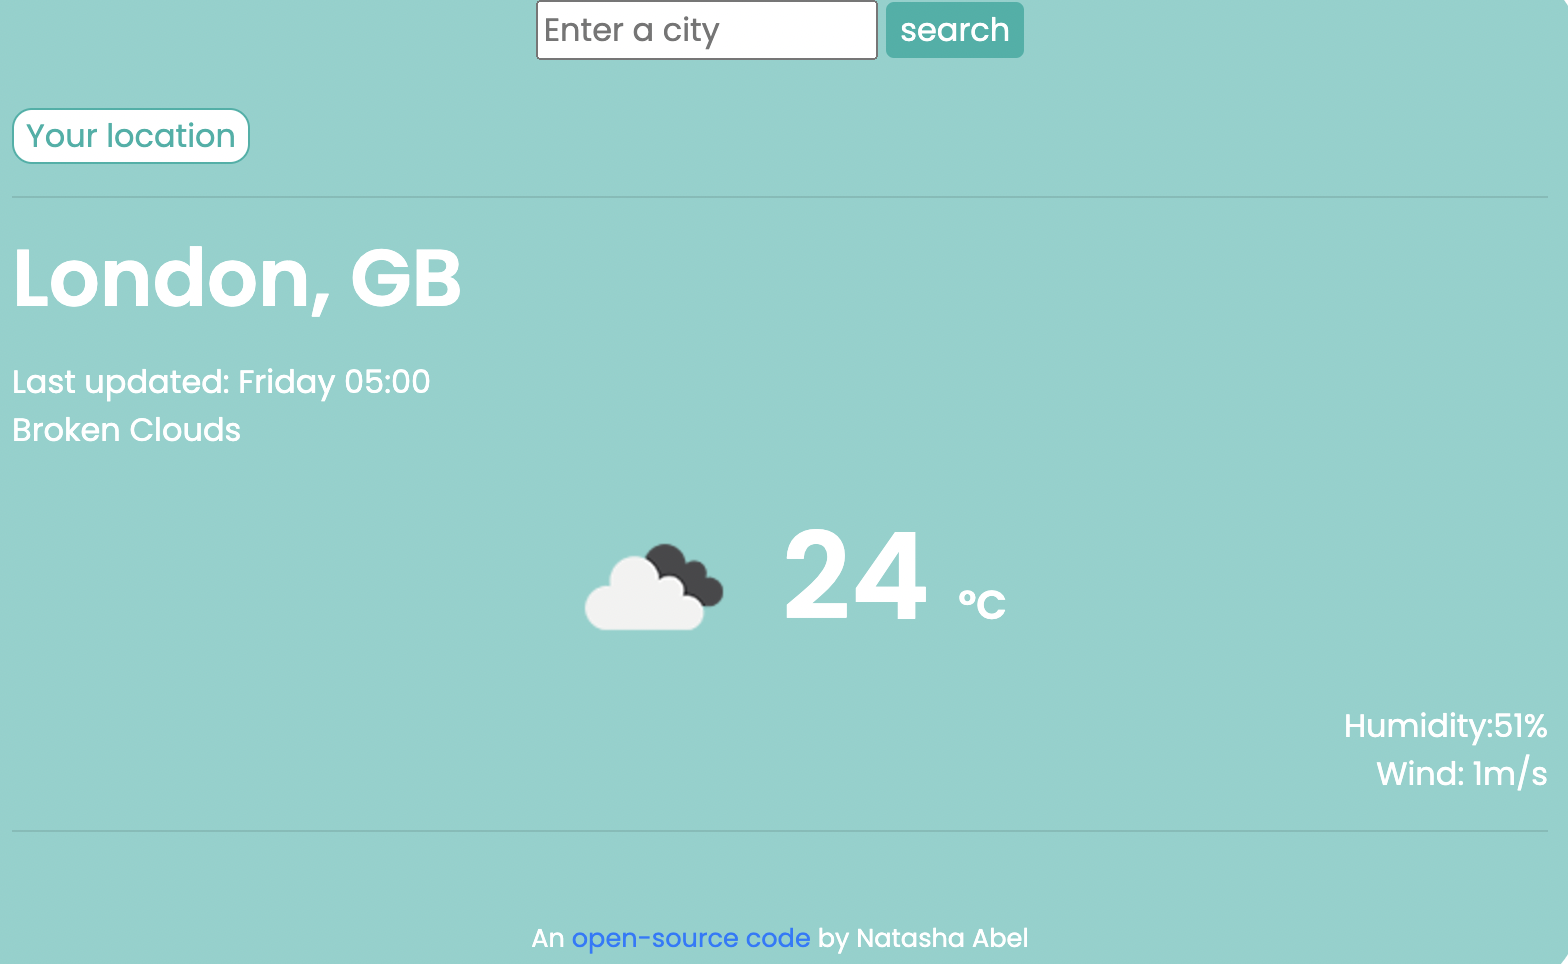 Enter a city search
Your location
London, GB
Last updated: Friday 05:00
Broken Clouds
24 °C
Humidity:51%
Wind: 1m/s
An open-source code by Natasha Abel